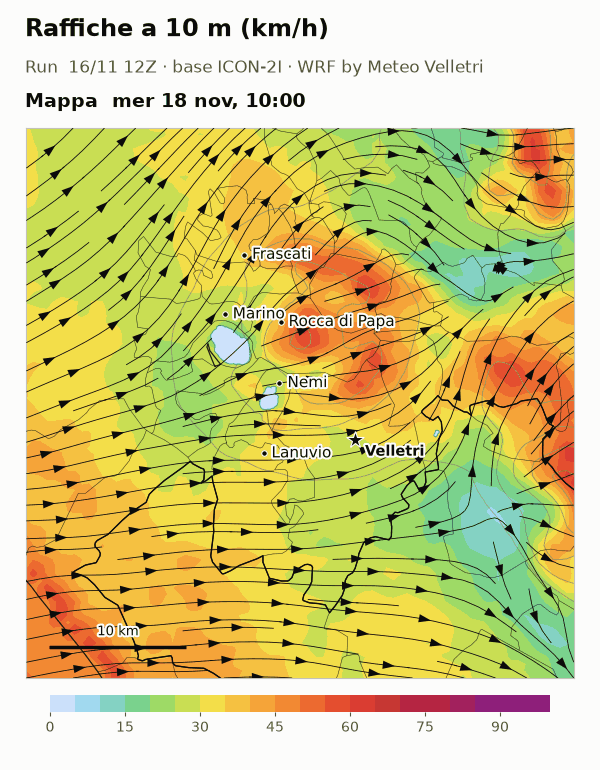 Raffiche a 10 m (km/h)
Run 16/11 12Z · base ICON-2I · WRF by Meteo Velletri
Mappa mer 18 nov, 10:00
Frascati
Marino
Rocca di Papa
Nemi
Velletri
Lanuvio
10 km
0 15 30 45 60 75 90